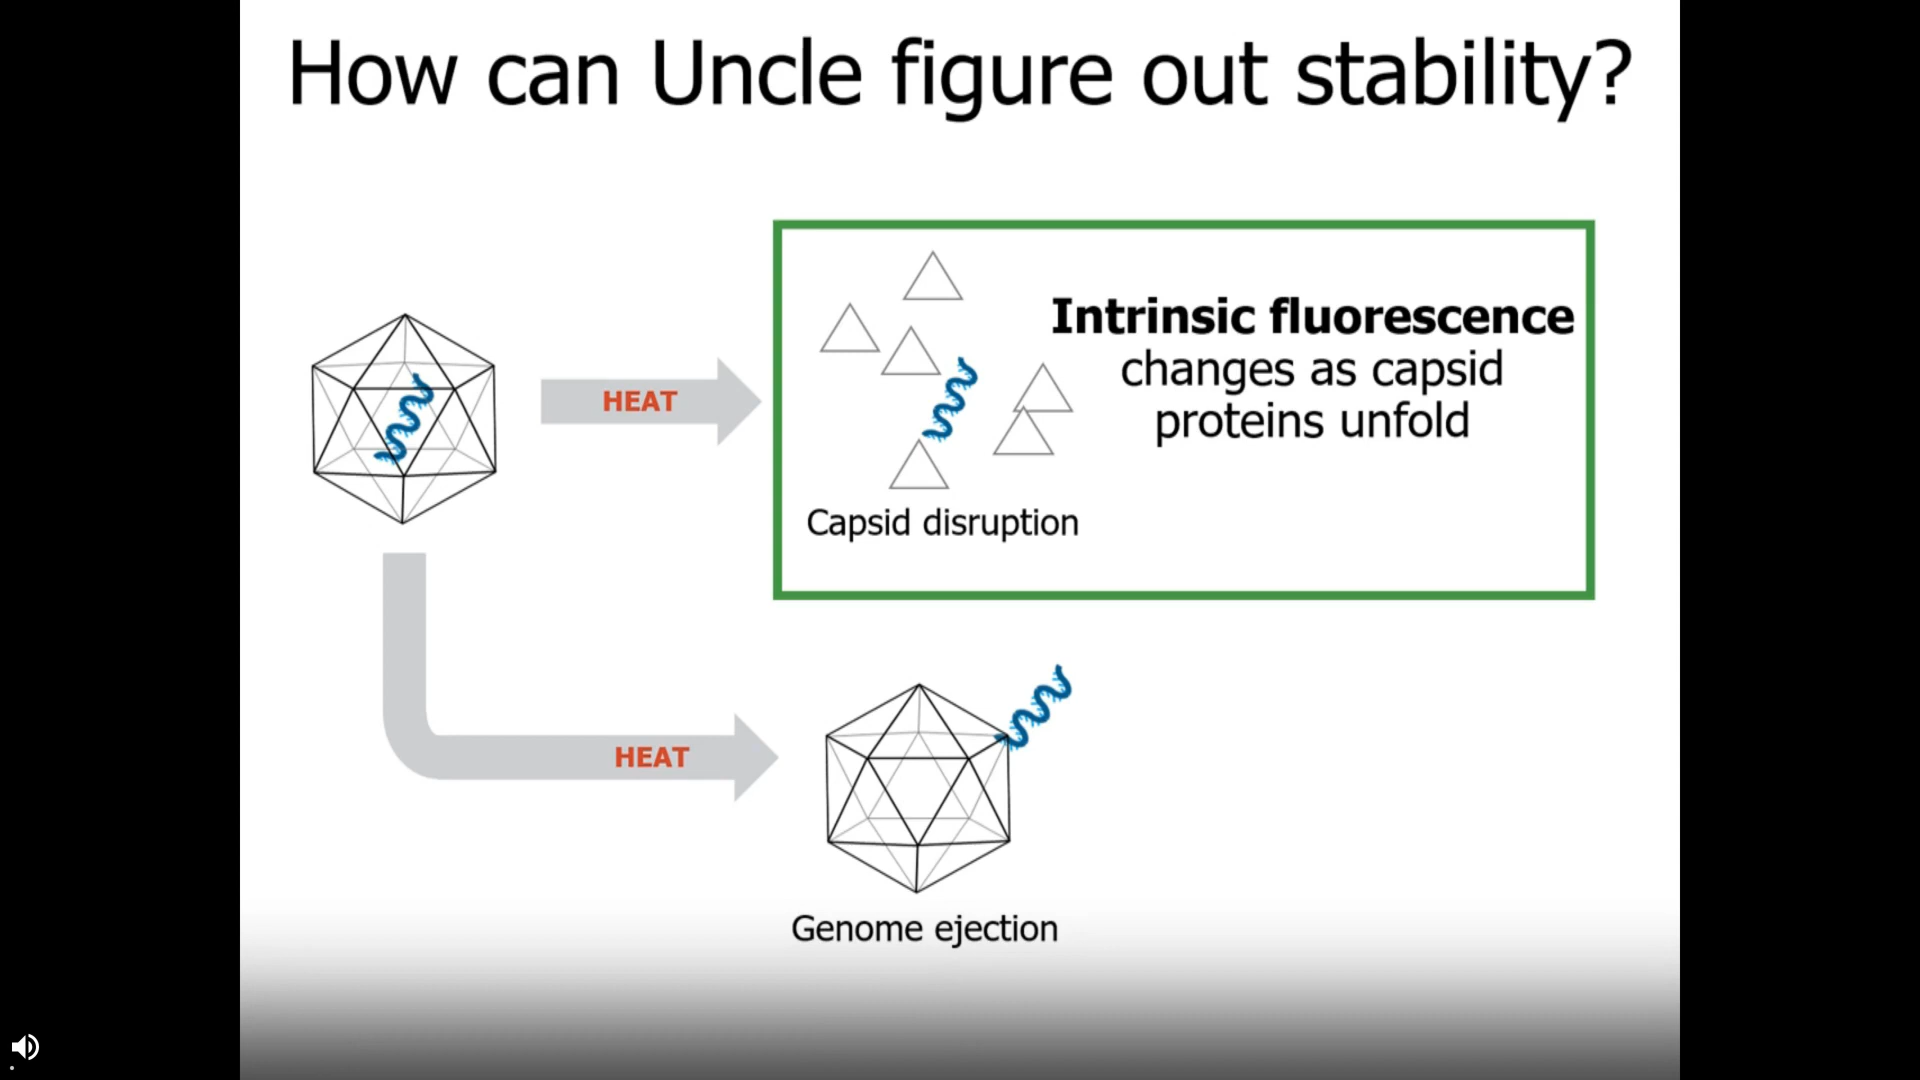 How can Uncle figure out stability?
HEAT
Intrinsic fluorescence
changes as capsid
proteins unfold
Capsid disruption
HEAT
Genome ejection